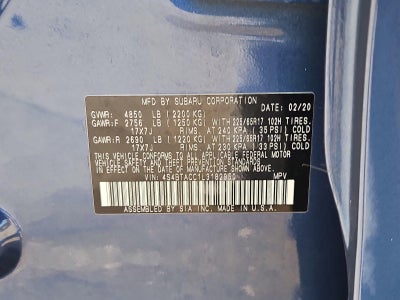 MFD BY SUBARU CORPORATION
DATE: 02/20
GVWR: 4850 LB (2200 KG)
GAWR:F 2756 LB (1250 KG) WITH 225/65R17 102H TIRES.
17X7J RIMS. AT 240 KPA (35 PSI) COLD
GAWR:R 2690 LB (1220 KG) WITH 225/65R17 102H TIRES.
17X7J RIMS. AT 230 KPA (33 PSI) COLD
THIS VEHICLE CONFORMS TO ALL APPLICABLE FEDERAL MOTOR
VEHICLE SAFETY AND THEFT PREVENTION STANDARDS
IN EFFECT ON THE DATE OF MANUFACTURE SHOWN ABOVE.
VIN: MPV
ASSEMBLED BY SIA INC. MADE IN U.S.A.